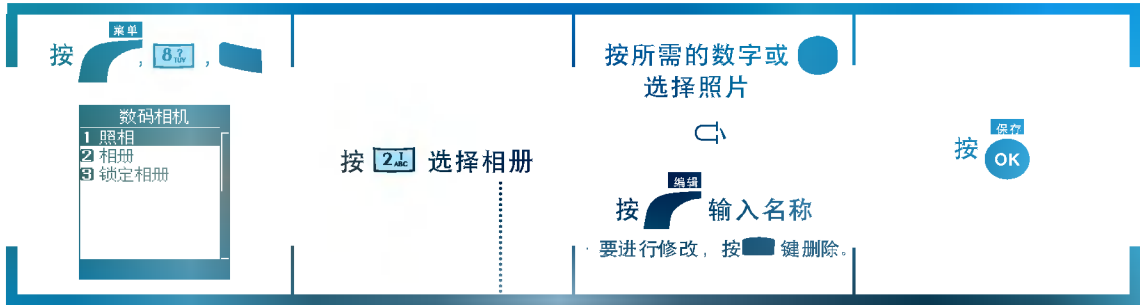 菜单
按 , 8 ? TUV ,
数码相机
1 照相
2 相册
3 锁定相册
按 2 ABC 选择相册
按所需的数字或
选择照片
编辑
按 输入名称
· 要进行修改，按 键删除。
保存
按 OK